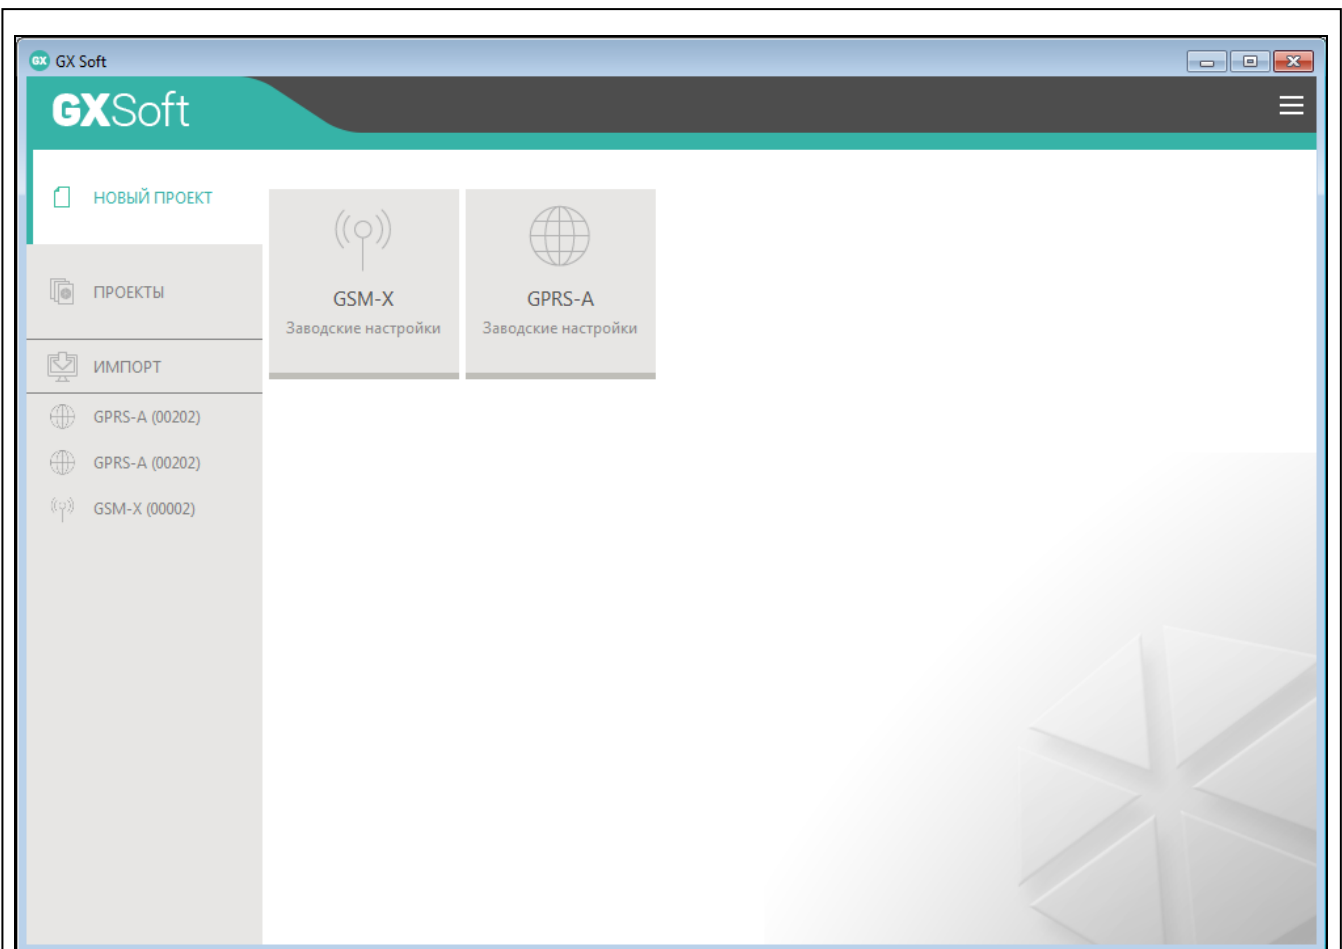 GX GX Soft
GXSoft
НОВЫЙ ПРОЕКТ
ПРОЕКТЫ
ИМПОРТ
GPRS-A (00202)
GPRS-A (00202)
GSM-X (00002)
GSM-X
Заводские настройки
GPRS-A
Заводские настройки